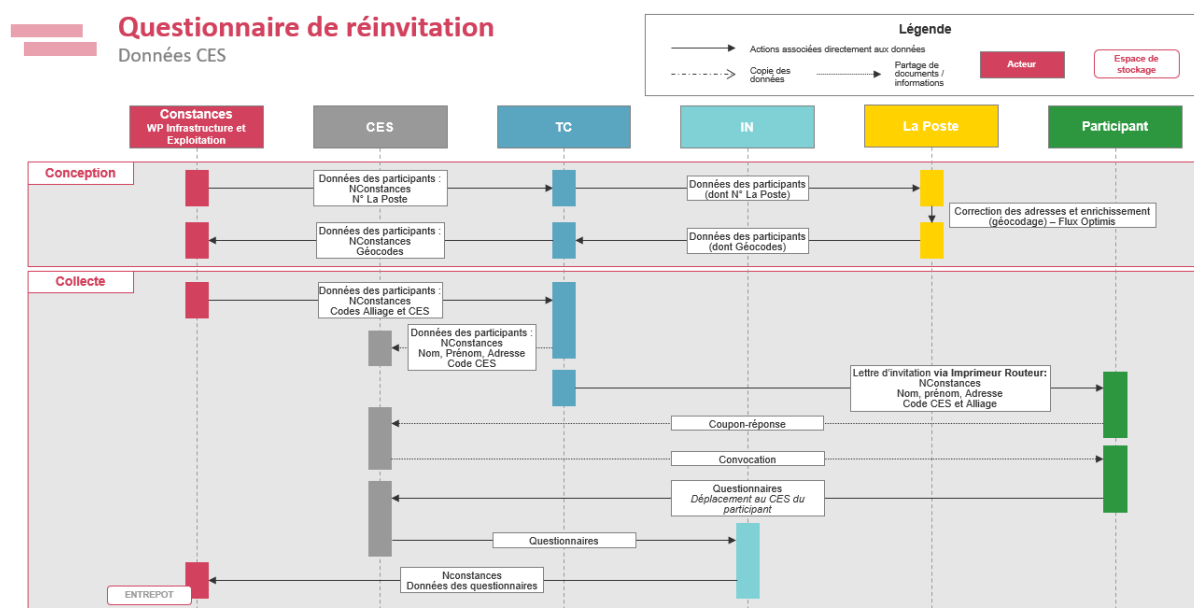 Questionnaire de réinvitation
Données CES
Légende
Actions associées directement aux données
Copie des
données
Partage de
documents /
informations
Acteur
Espace de
stockage
Constances
WP Infrastructure et
Exploitation
CES
TC
IN
La Poste
Participant
Conception
Données des participants :
NConstances
N° La Poste
Données des participants
(dont N° La Poste)
Correction des adresses et enrichissement
(géocodage) – Flux Optimis
Données des participants :
NConstances
Géocodes
Données des participants
(dont Géocodes)
Collecte
Données des participants :
NConstances
Codes Alliage et CES
Données des participants :
NConstances
Nom, Prénom, Adresse
Code CES
Lettre d'invitation via Imprimeur Routeur:
NConstances
Nom, prénom, Adresse
Code CES et Alliage
Coupon-réponse
Convocation
Questionnaires
Déplacement au CES du
participant
Questionnaires
Nconstances
Données des questionnaires
ENTREPOT